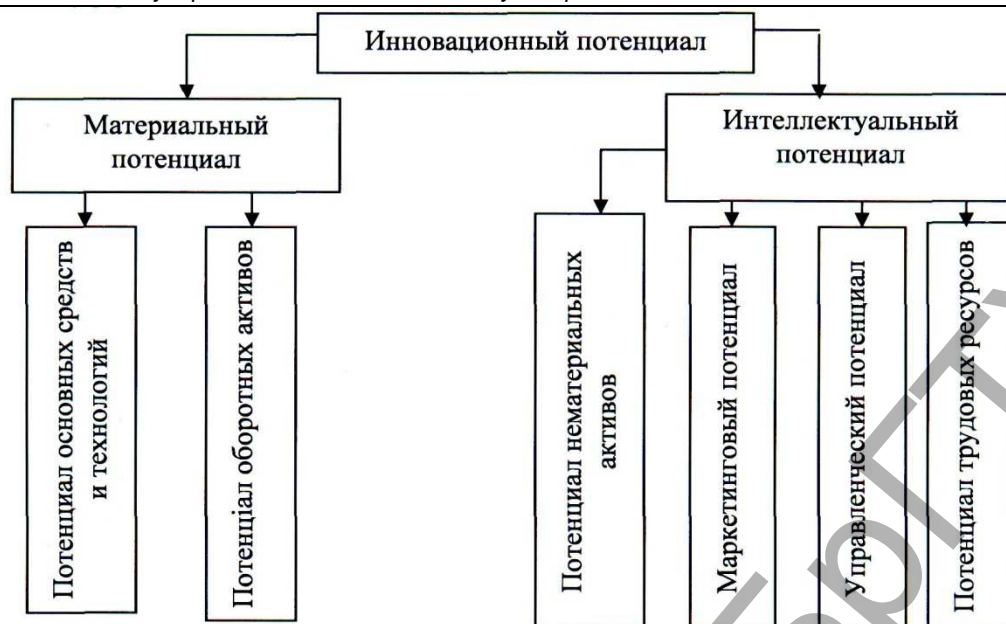 Инновационный потенциал
Материальный
потенциал
Интеллектуальный
потенциал
Потенциал основных средств
и технологий
Потенціал оборотных активов
Потенциал нематериальных
активов
Маркетинговый потенциал
Управленческий потенциал
Потенциал трудовых ресурсов
рГТУ